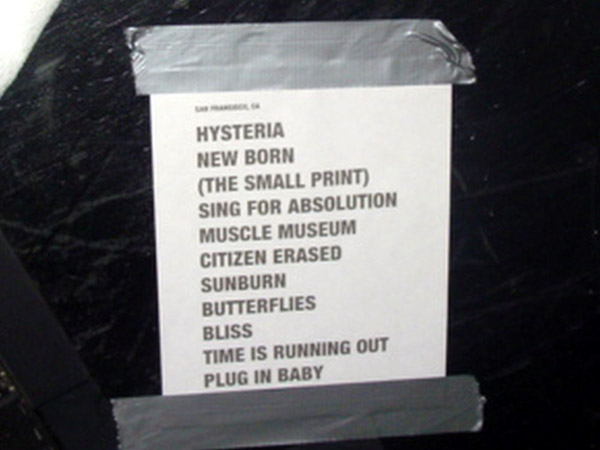 SAN FRANCISCO, CA
HYSTERIA
NEW BORN
(THE SMALL PRINT)
SING FOR ABSOLUTION
MUSCLE MUSEUM
CITIZEN ERASED
SUNBURN
BUTTERFLIES
BLISS
TIME IS RUNNING OUT
PLUG IN BABY